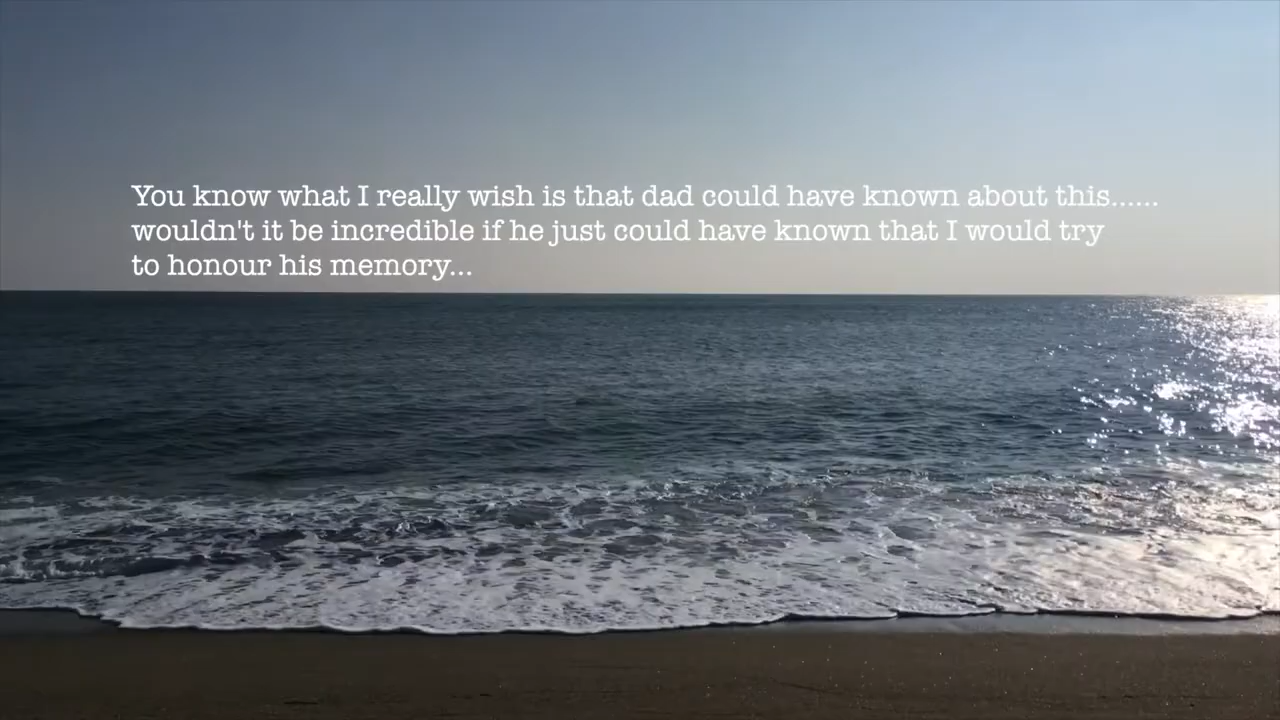 You know what I really wish is that dad could have known about this......
wouldn't it be incredible if he just could have known that I would try
to honour his memory...